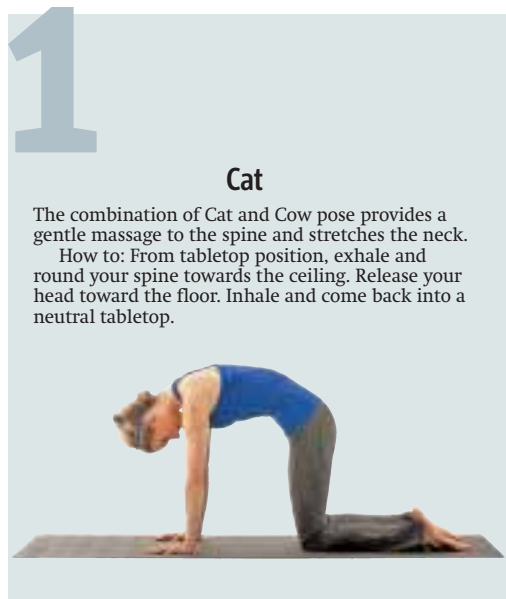 1
Cat
The combination of Cat and Cow pose provides a
gentle massage to the spine and stretches the neck.
How to: From tabletop position, exhale and
round your spine towards the ceiling. Release your
head toward the floor. Inhale and come back into a
neutral tabletop.